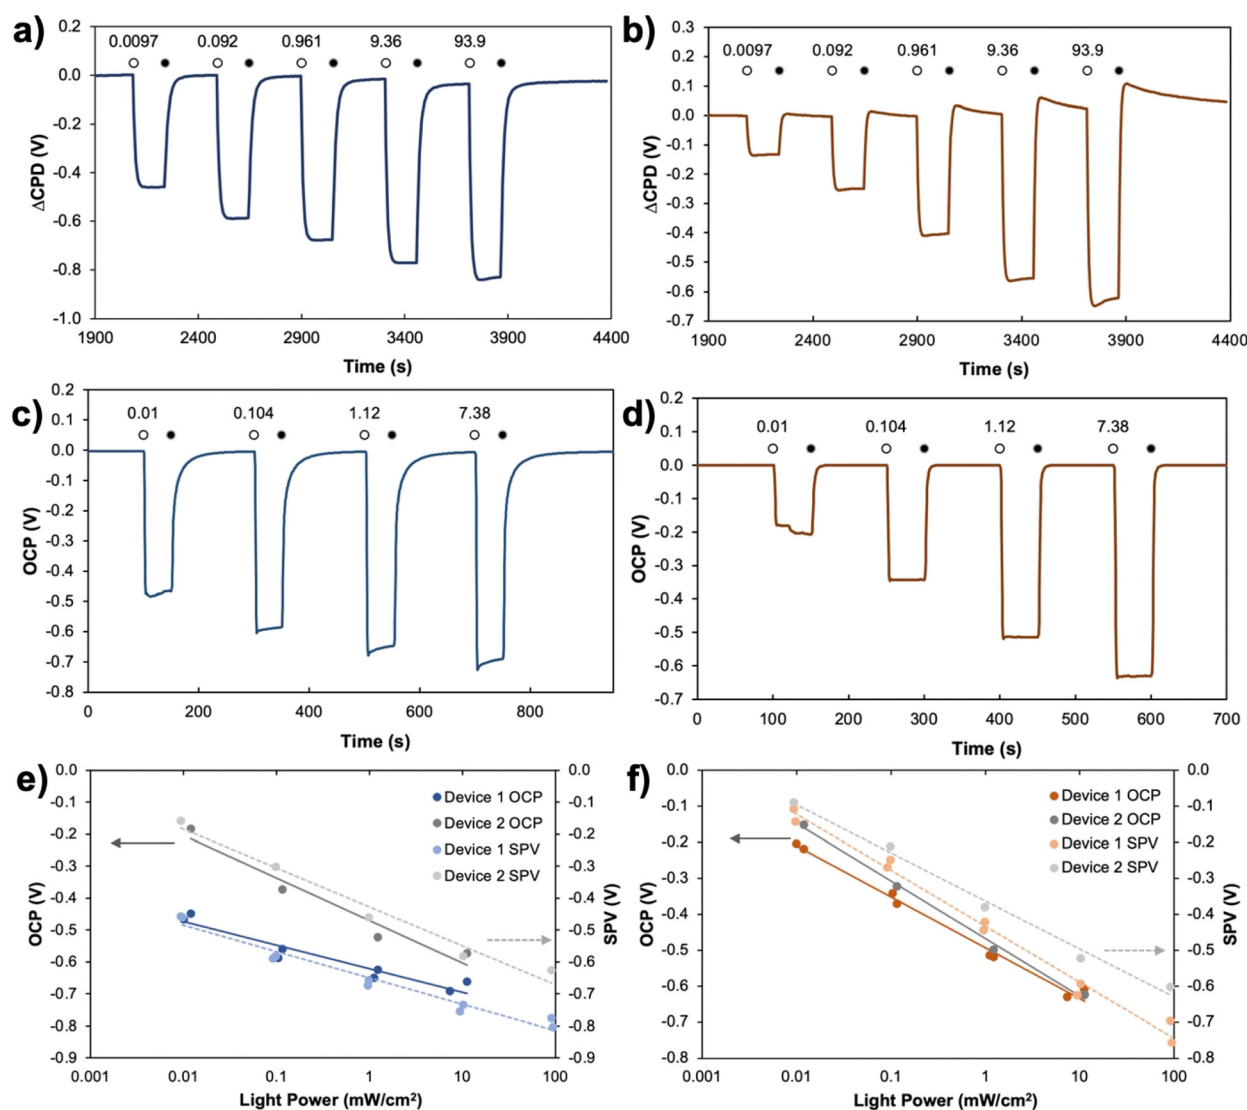 a)
0.2
0.0
-0.2
-0.4
-0.6
-0.8
-1.0
ΔCPD (V)
0.0097 0.092 0.961 9.36 93.9
1900 2400 2900 3400 3900 4400
Time (s)
b)
0.3
0.2
0.1
0.0
-0.1
-0.2
-0.3
-0.4
-0.5
-0.6
-0.7
ΔCPD (V)
0.0097 0.092 0.961 9.36 93.9
1900 2400 2900 3400 3900 4400
Time (s)
c)
0.2
0.1
0.0
-0.1
-0.2
-0.3
-0.4
-0.5
-0.6
-0.7
-0.8
OCP (V)
0.01 0.104 1.12 7.38
0 200 400 600 800
Time (s)
d)
0.2
0.1
0.0
-0.1
-0.2
-0.3
-0.4
-0.5
-0.6
-0.7
OCP (V)
0.01 0.104 1.12 7.38
0 100 200 300 400 500 600 700
Time (s)
e)
0.0
-0.1
-0.2
-0.3
-0.4
-0.5
-0.6
-0.7
-0.8
-0.9
OCP (V)
Device 1 OCP
Device 2 OCP
Device 1 SPV
Device 2 SPV
0.0
-0.1
-0.2
-0.3
-0.4
-0.5
-0.6
-0.7
-0.8
-0.9
SPV (V)
0.001 0.01 0.1 1 10 100
Light Power (mW/cm²)
f)
0.0
-0.1
-0.2
-0.3
-0.4
-0.5
-0.6
-0.7
-0.8
OCP (V)
Device 1 OCP
Device 2 OCP
Device 1 SPV
Device 2 SPV
0.0
-0.1
-0.2
-0.3
-0.4
-0.5
-0.6
-0.7
-0.8
SPV (V)
0.001 0.01 0.1 1 10 100
Light Power (mW/cm²)